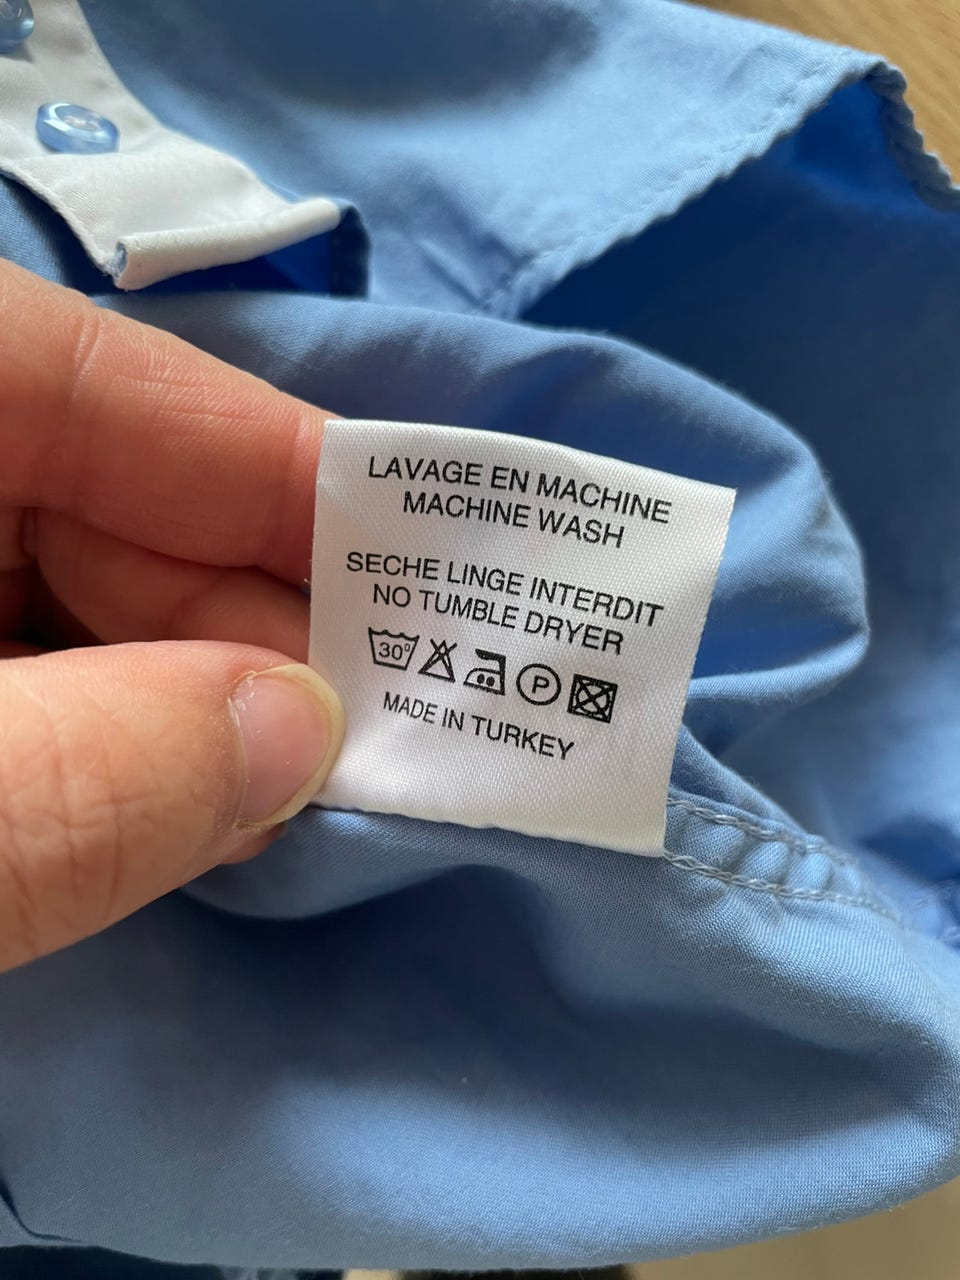 LAVAGE EN MACHINE
MACHINE WASH
SECHE LINGE INTERDIT
NO TUMBLE DRYER
30° P
MADE IN TURKEY